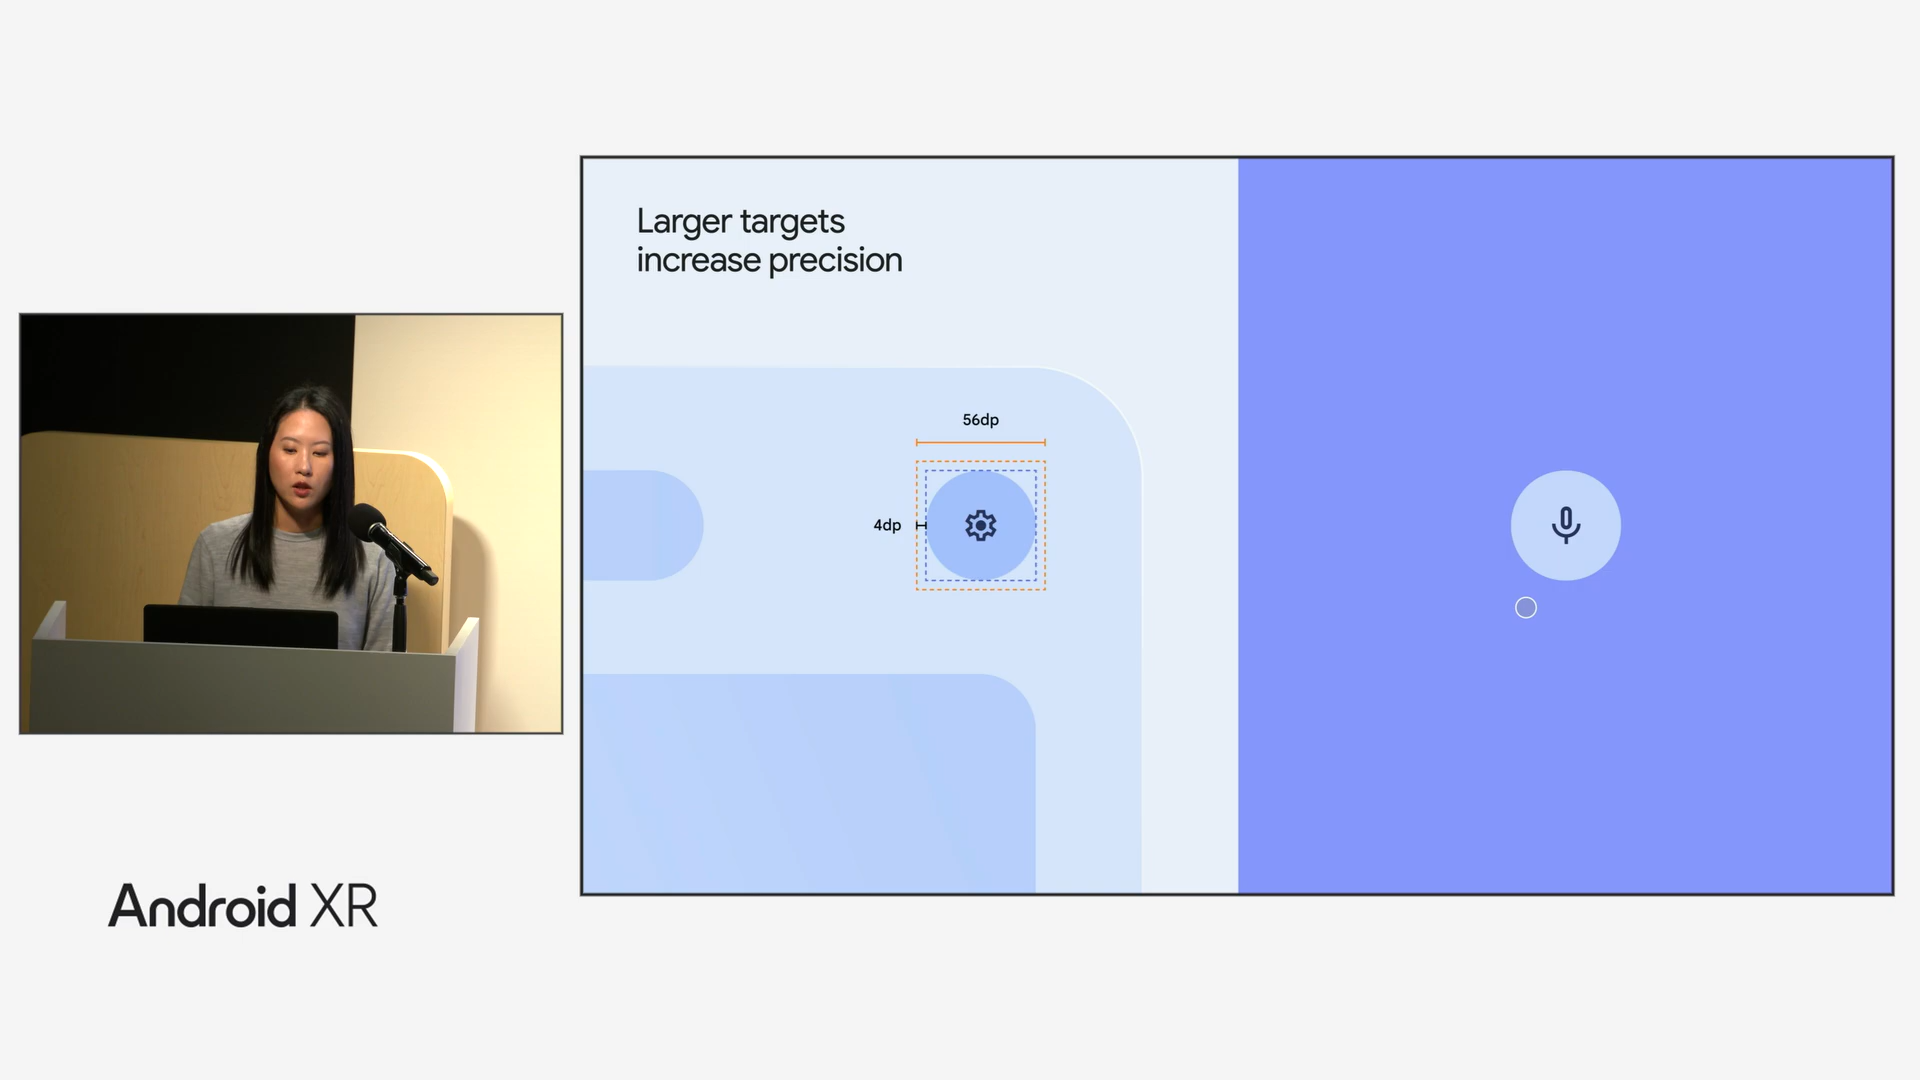 Larger targets
increase precision
56dp
4dp
Android XR